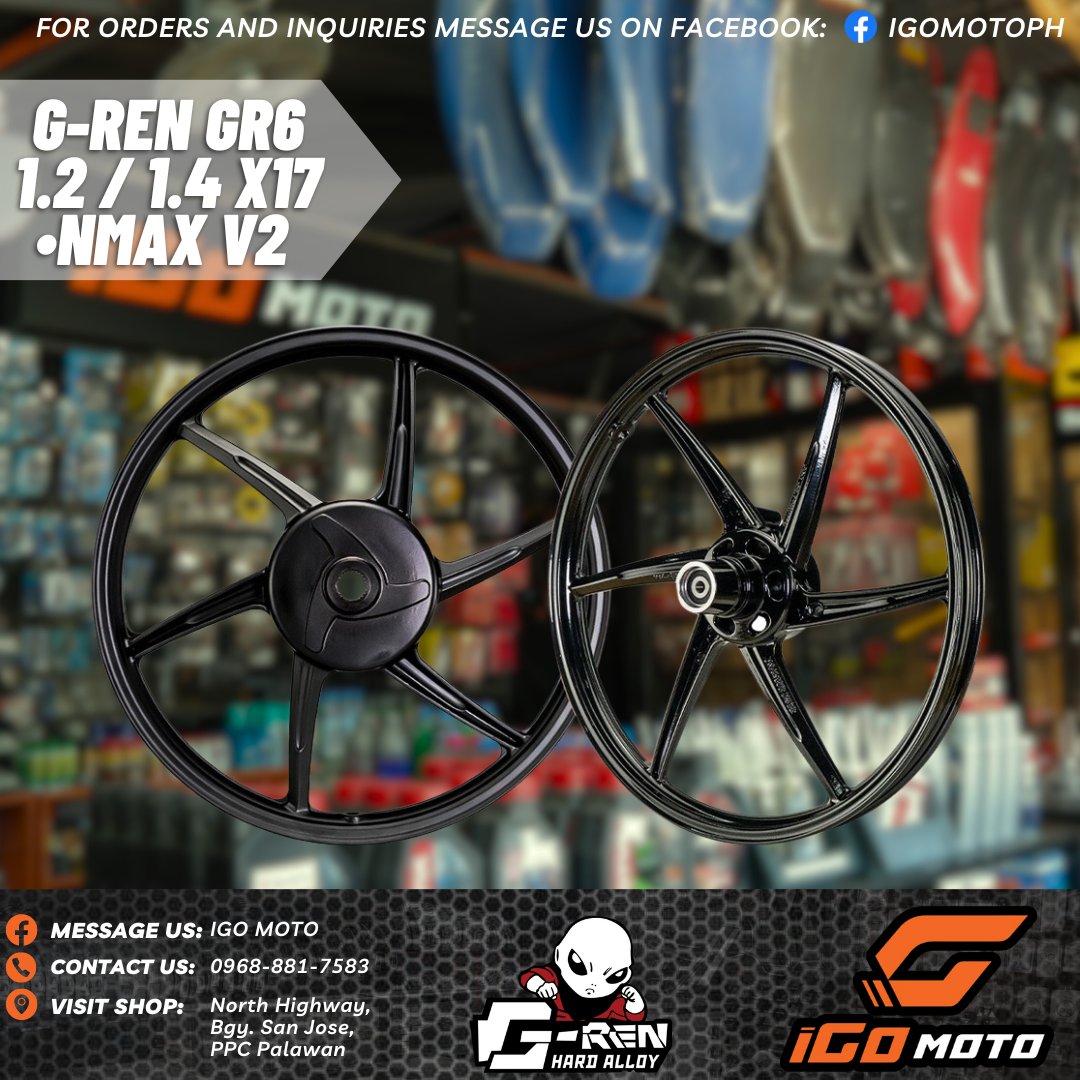 FOR ORDERS AND INQUIRIES MESSAGE US ON FACEBOOK: IGOMOTOPH
G-REN GR6
1.2 / 1.4 X17
•NMAX V2
iGO MOTO
MESSAGE US: IGO MOTO
CONTACT US: 0968-881-7583
VISIT SHOP: North Highway,
Bgy. San Jose,
PPC Palawan
G-REN
HARD ALLOY
iGO MOTO